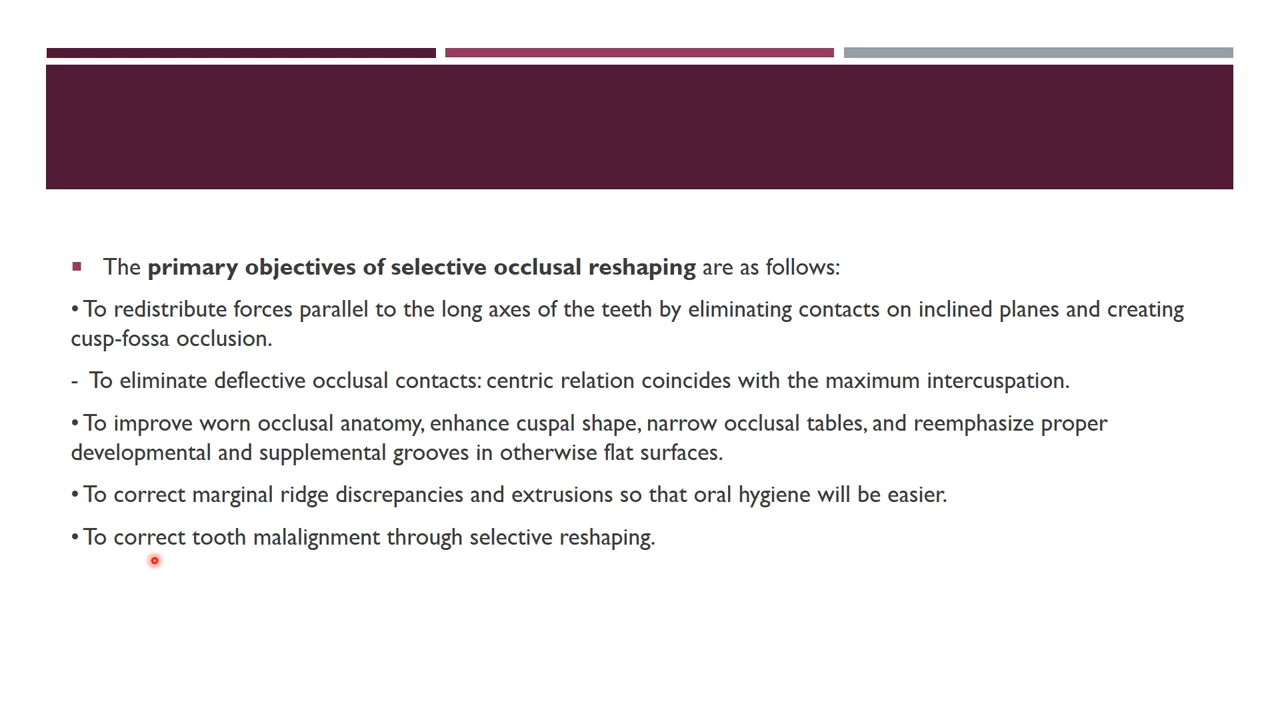 The primary objectives of selective occlusal reshaping are as follows:
• To redistribute forces parallel to the long axes of the teeth by eliminating contacts on inclined planes and creating
cusp-fossa occlusion.
- To eliminate deflective occlusal contacts: centric relation coincides with the maximum intercuspation.
• To improve worn occlusal anatomy, enhance cuspal shape, narrow occlusal tables, and reemphasize proper
developmental and supplemental grooves in otherwise flat surfaces.
• To correct marginal ridge discrepancies and extrusions so that oral hygiene will be easier.
• To correct tooth malalignment through selective reshaping.